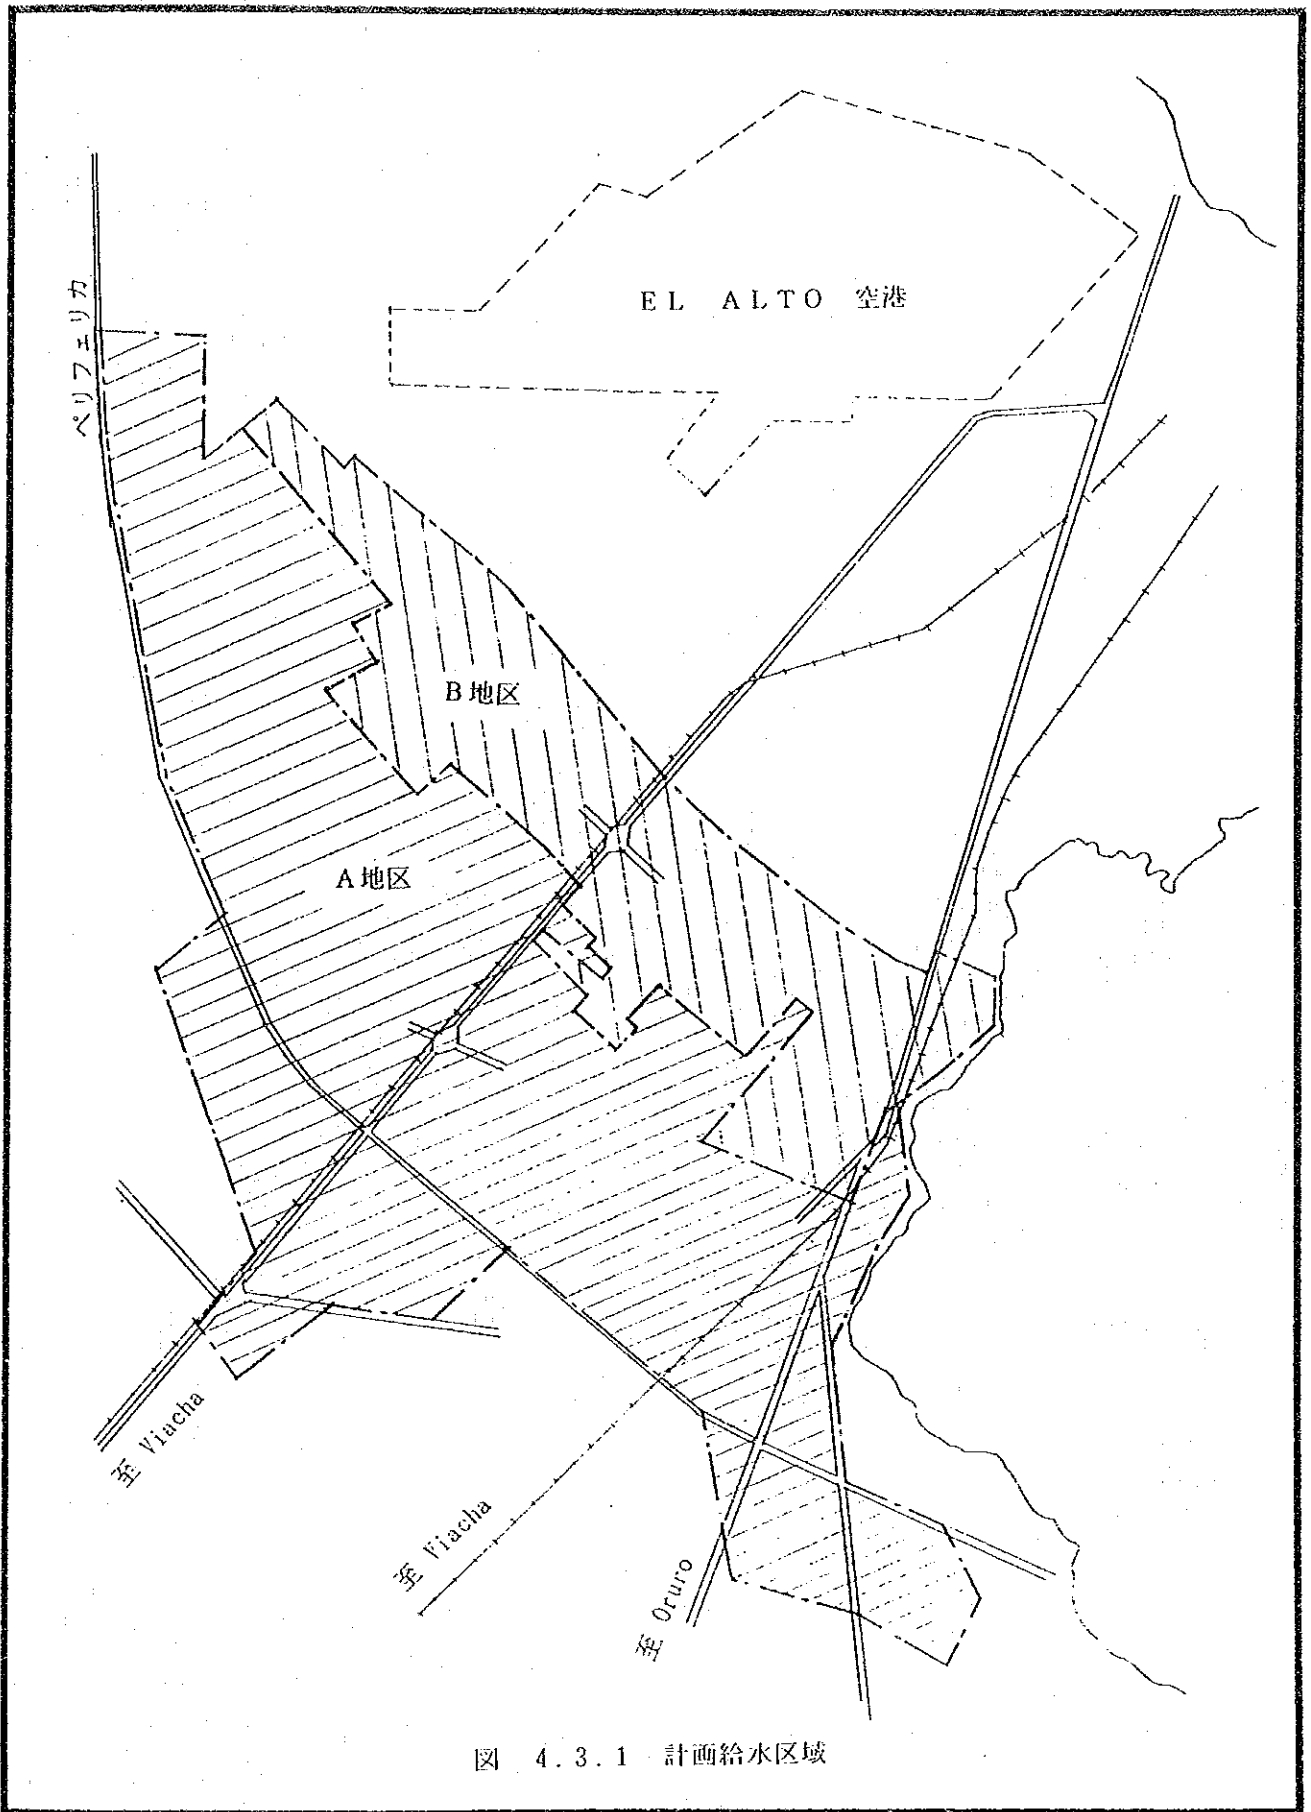 EL ALTO 空港
ペリフェリカ
B地区
A地区
至 Viacha
至 Viacha
至 Oruro
図 4.3.1 計画給水区域